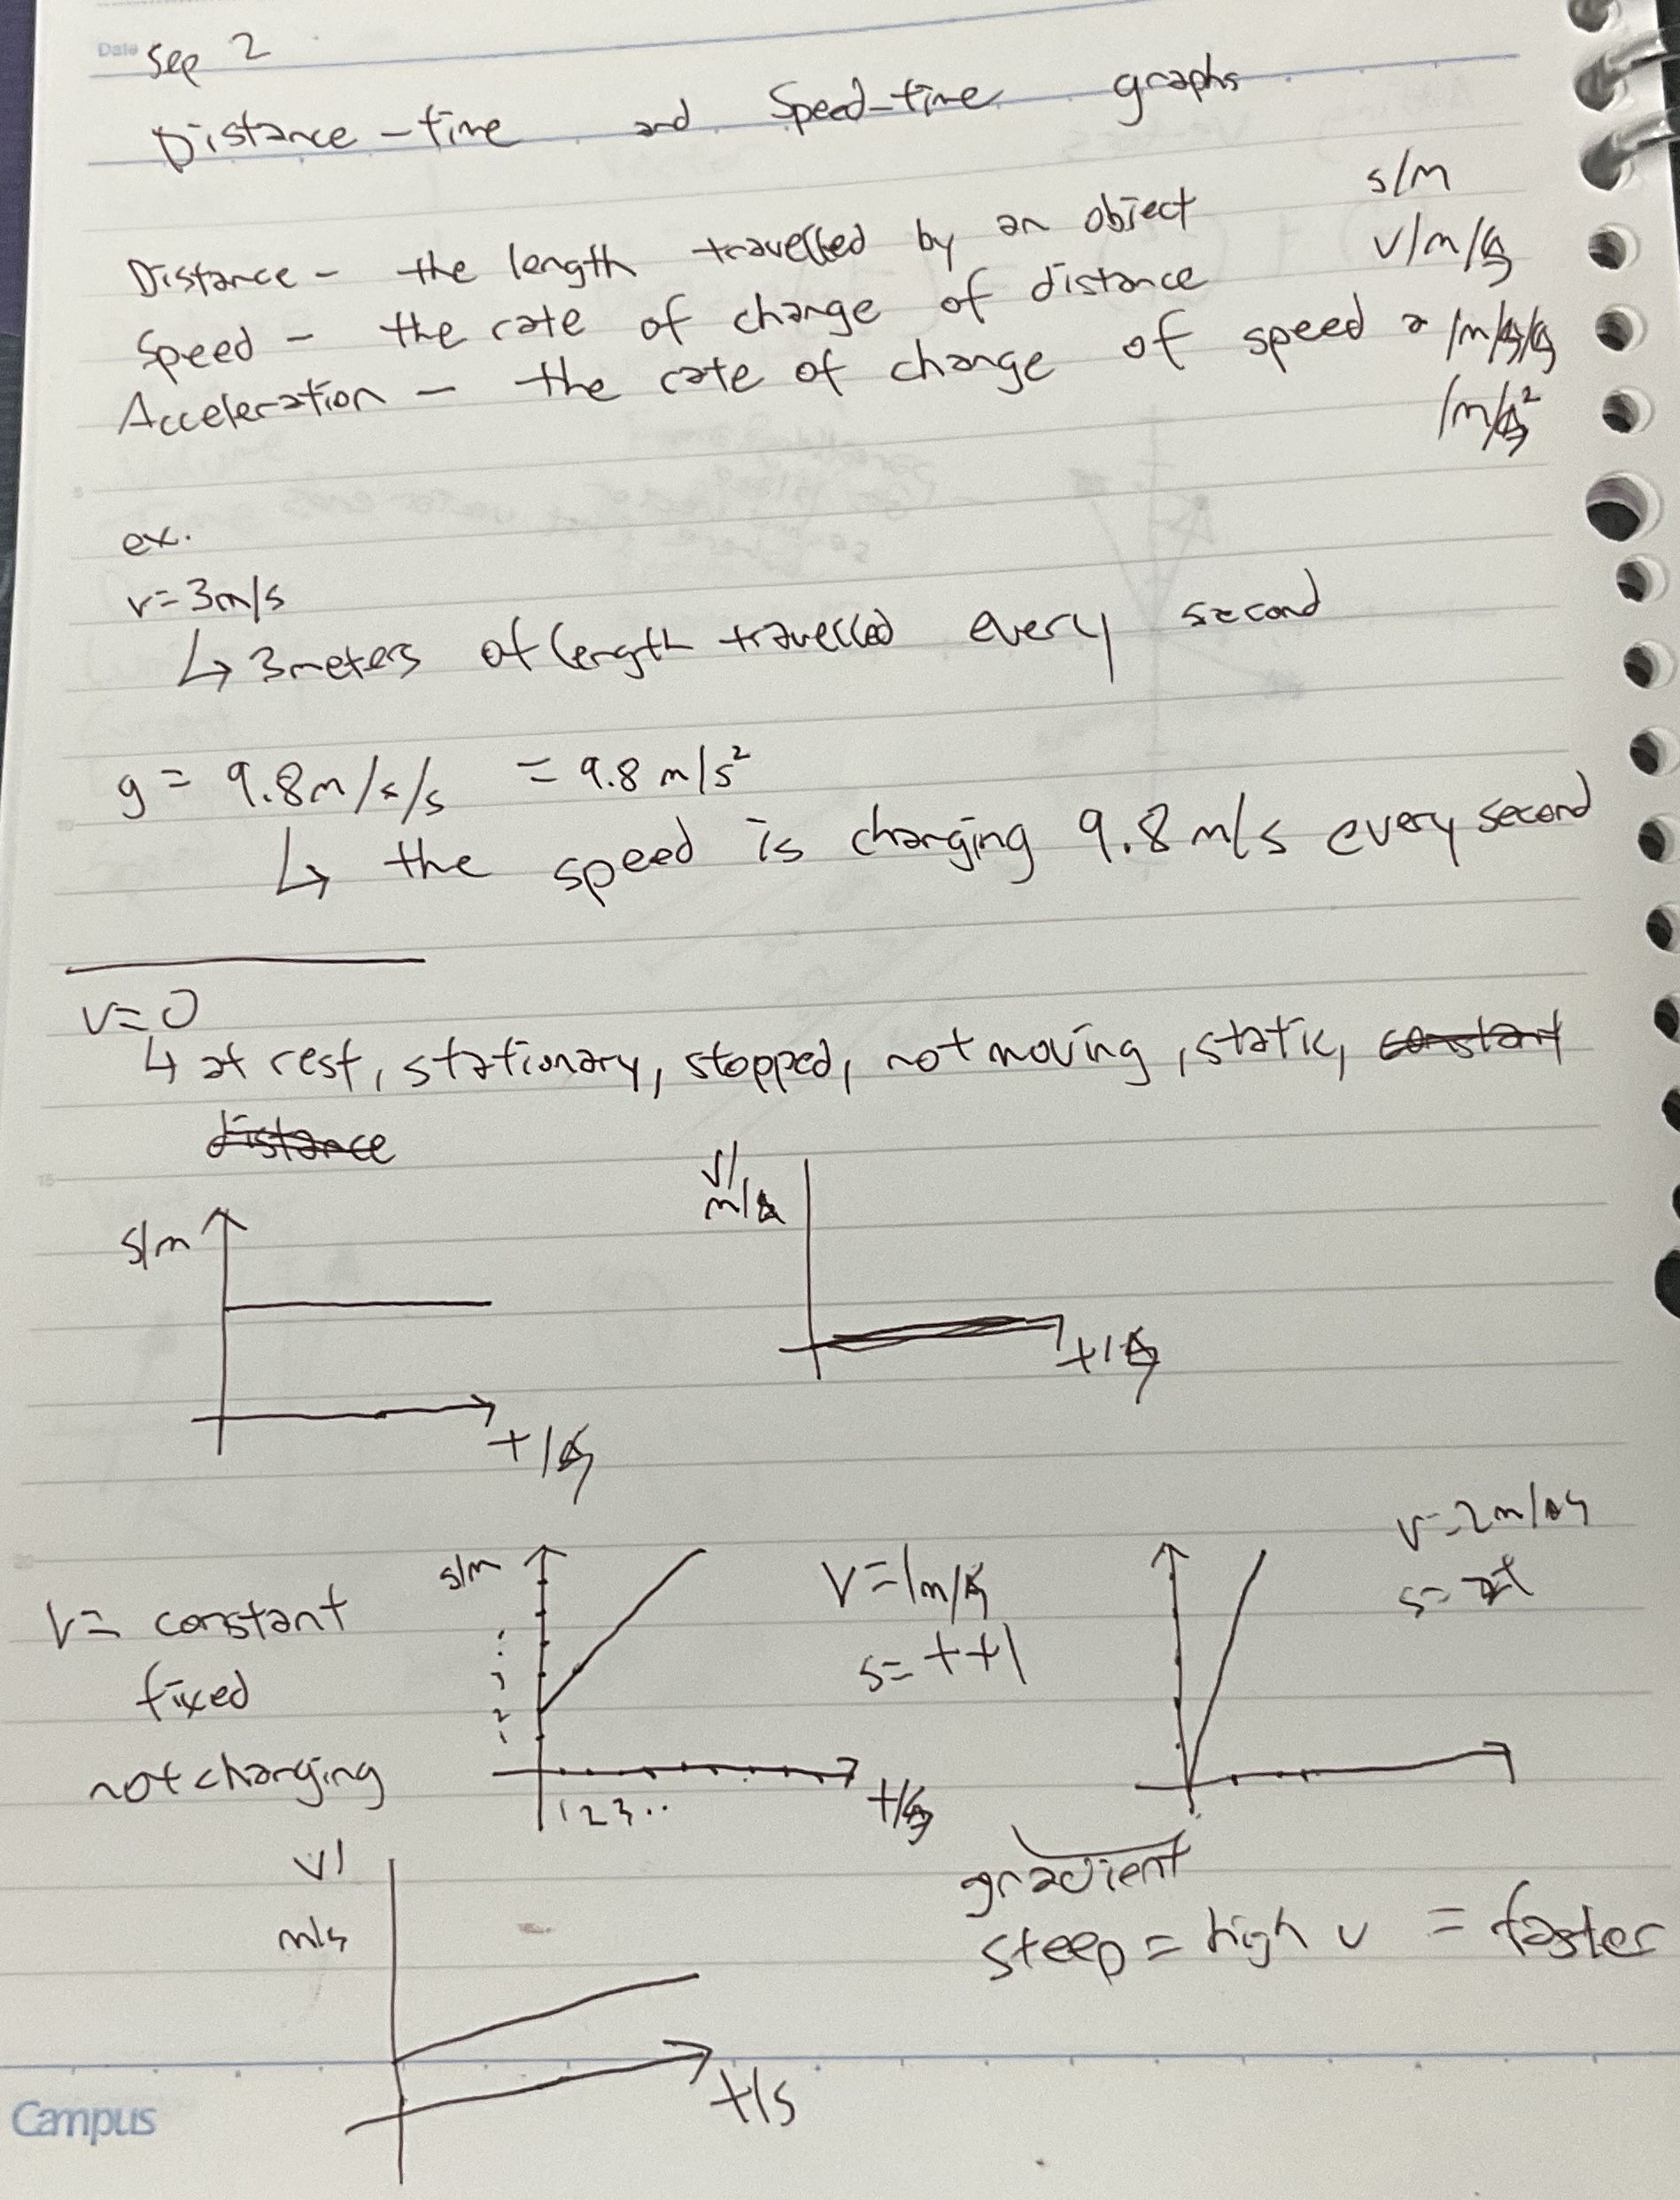 Date Sep 2
Distance-time and Speed-time graphs
Distance - the length travelled by an object s/m
Speed - the rate of change of distance v/m/s
Acceleration - the rate of change of speed a /m/s/s
/m/s²
ex.
v=3m/s
↳ 3meters of length travelled every second
g = 9.8m/s/s = 9.8 m/s²
↳ the speed is changing 9.8 m/s every second
v=0
↳ at rest, stationary, stopped, not moving, static, constant
distance
s/m
t/s
v/
m/s
t/s
v= constant
fixed
not changing
s/m
3
2
1
1 2 3 ..
t/s
v=1m/s
s= t+1
v=2m/s
s= 2t
gradient
steep = high v = faster
v/
m/s
t/s
Campus